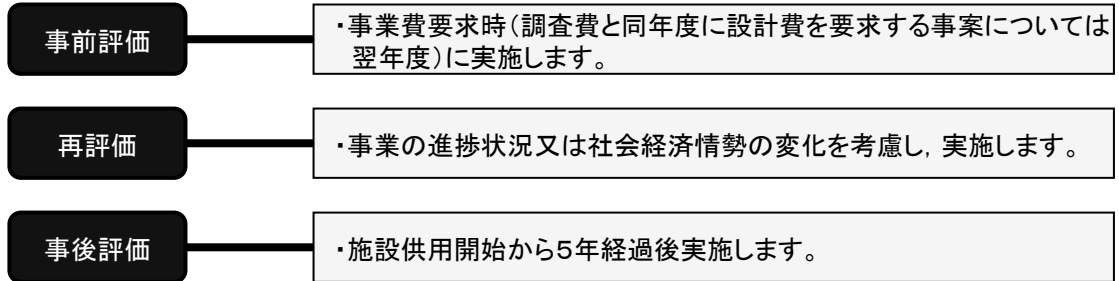 事前評価
・事業費要求時(調査費と同年度に設計費を要求する事案については
翌年度)に実施します。
再評価
・事業の進捗状況又は社会経済情勢の変化を考慮し, 実施します。
事後評価
・施設供用開始から5年経過後実施します。